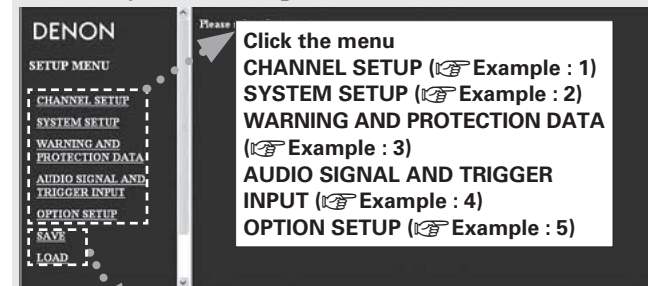 DENON
SETUP MENU
CHANNEL SETUP
SYSTEM SETUP
WARNING AND
PROTECTION DATA
AUDIO SIGNAL AND
TRIGGER INPUT
OPTION SETUP
SAVE
LOAD
Please
Click the menu
CHANNEL SETUP (☞Example : 1)
SYSTEM SETUP (☞Example : 2)
WARNING AND PROTECTION DATA
(☞Example : 3)
AUDIO SIGNAL AND TRIGGER
INPUT (☞Example : 4)
OPTION SETUP (☞Example : 5)